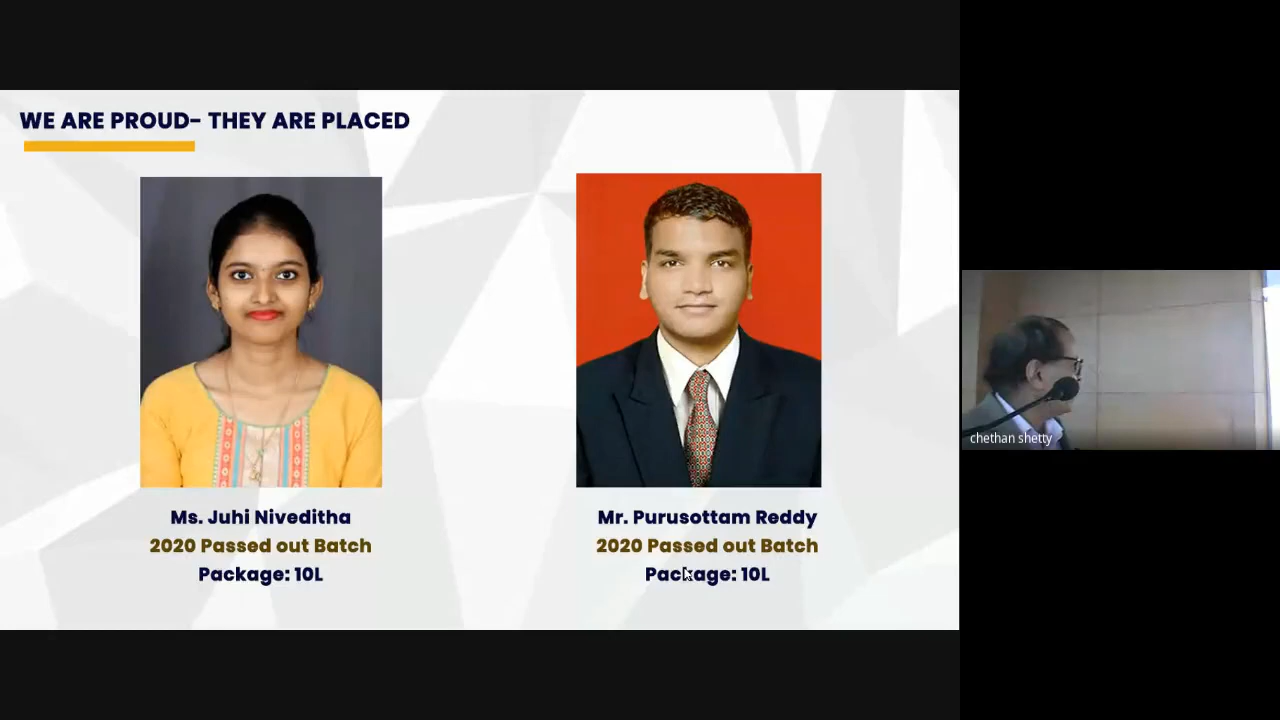 WE ARE PROUD- THEY ARE PLACED
Ms. Juhi Niveditha
2020 Passed out Batch
Package: 10L
Mr. Purusottam Reddy
2020 Passed out Batch
Package: 10L
chethan shetty